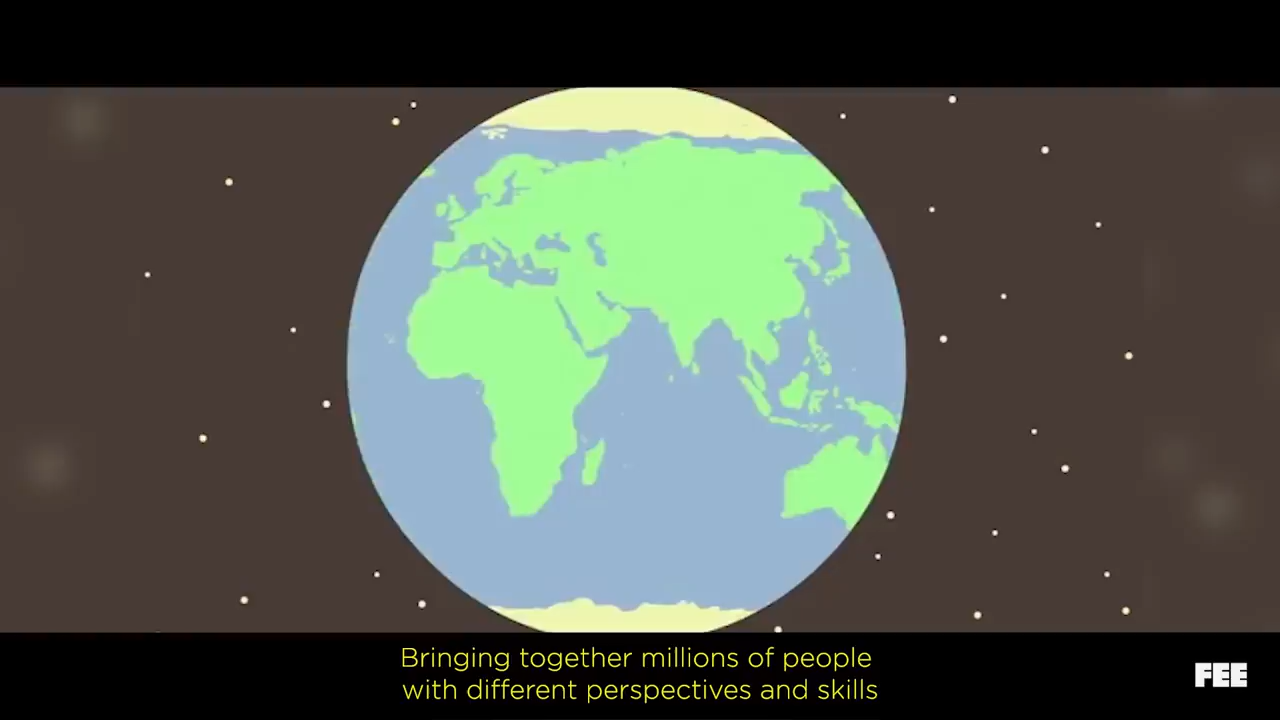 Bringing together millions of people
with different perspectives and skills
FEE